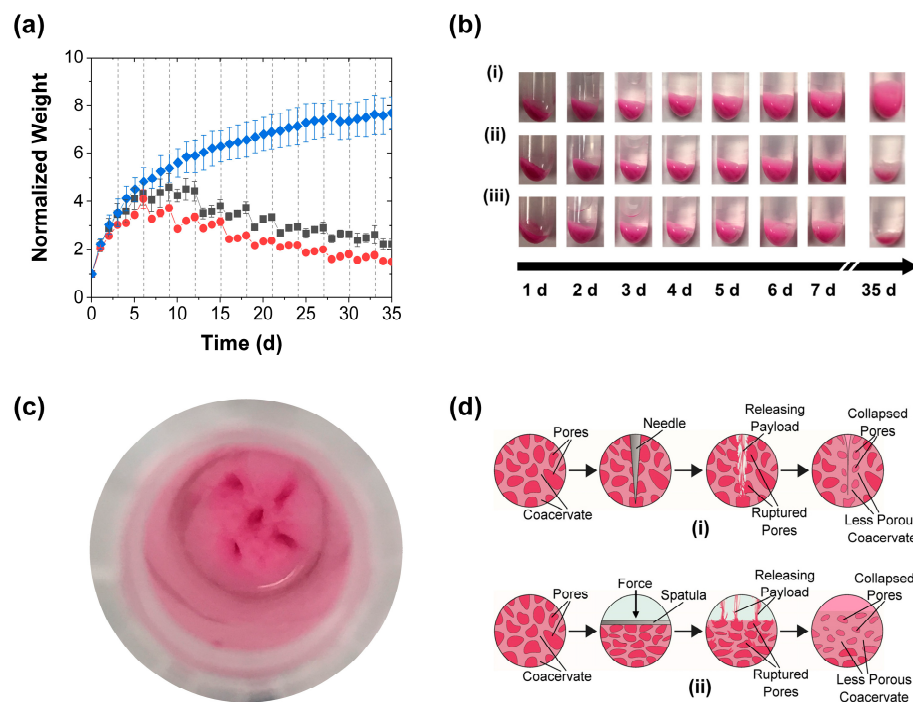 (a)
10
8
6
4
2
0
0 5 10 15 20 25 30 35
Normalized Weight
Time (d)
(b)
(i)
(ii)
(iii)
1 d 2 d 3 d 4 d 5 d 6 d 7 d 35 d
(c)
(d)
Pores
Coacervate
Needle
Releasing
Payload
Ruptured
Pores
Collapsed
Pores
Less Porous
Coacervate
(i)
Pores
Coacervate
Force
Spatula
Releasing
Payload
Ruptured
Pores
Collapsed
Pores
Less Porous
Coacervate
(ii)